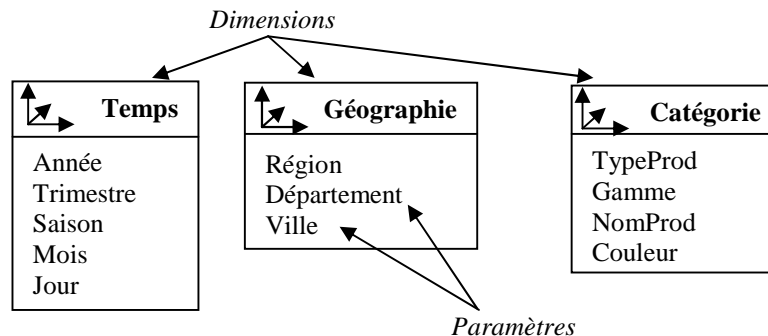 Dimensions
Temps
Année
Trimestre
Saison
Mois
Jour
Géographie
Région
Département
Ville
Catégorie
TypeProd
Gamme
NomProd
Couleur
Paramètres